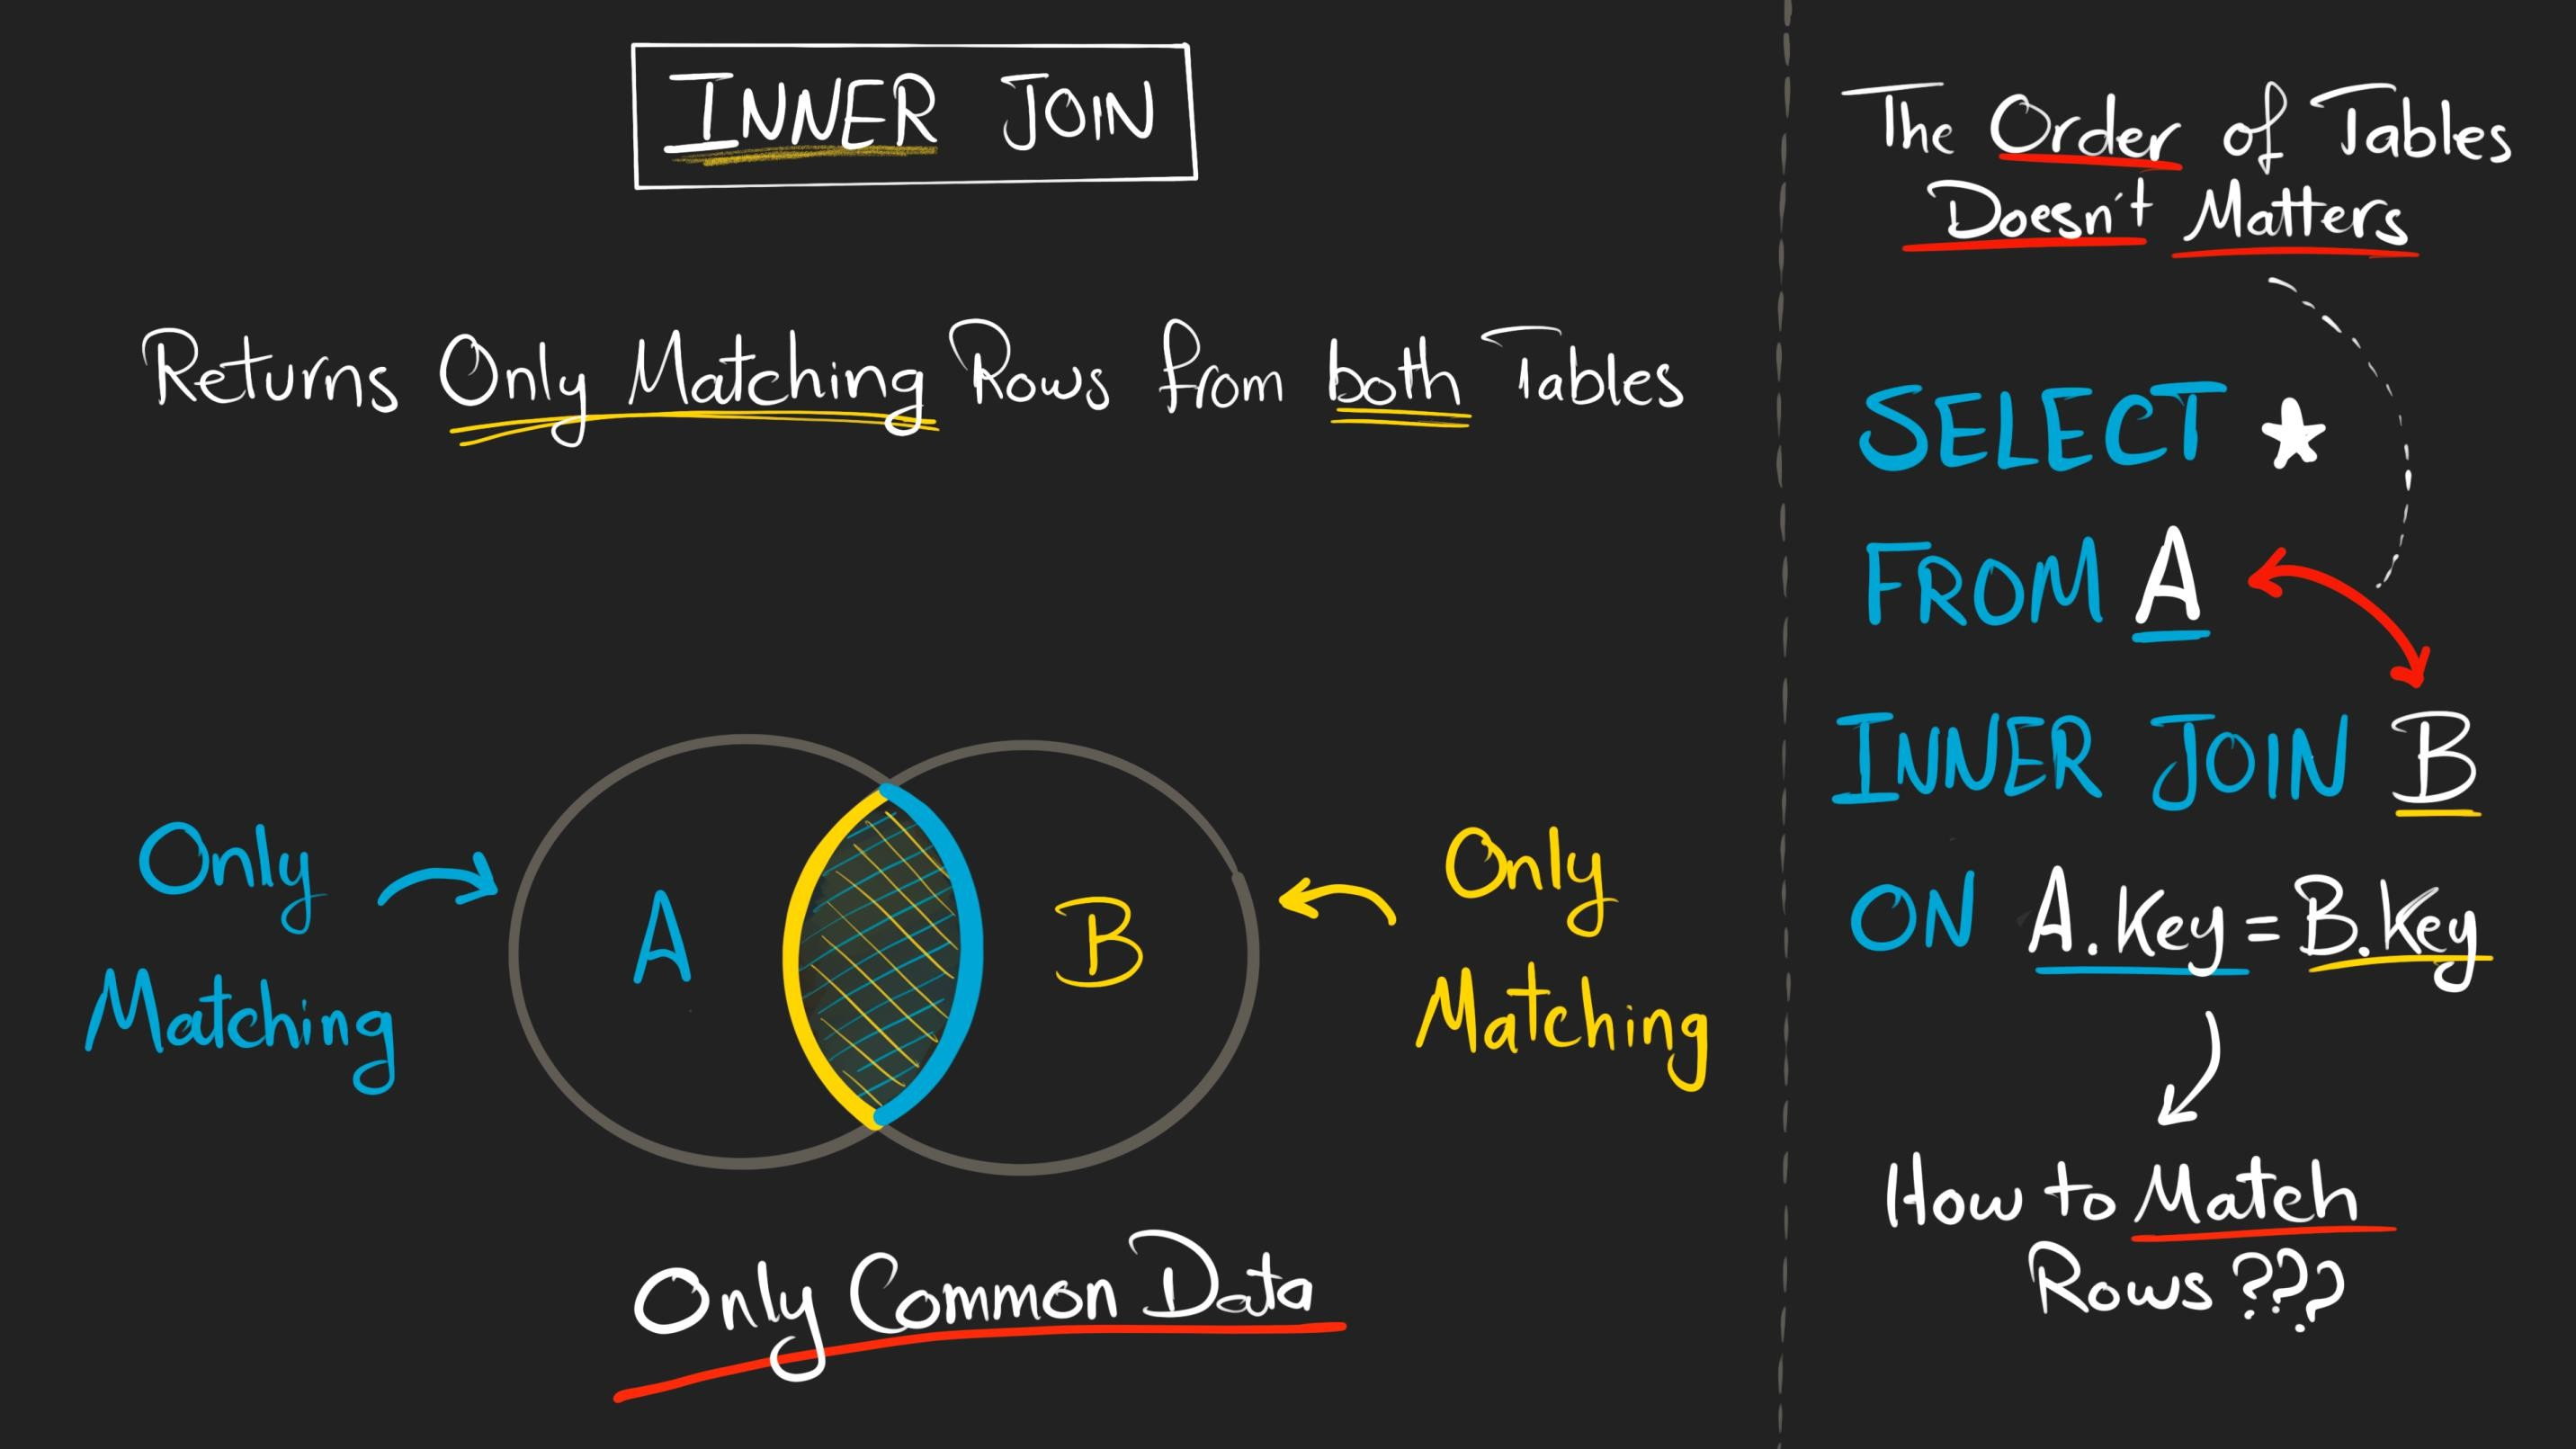 INNER JOIN
Returns Only Matching Rows from both Tables
Only
Matching
A
B
Only
Matching
Only Common Data
The Order of Tables
Doesn't Matters
SELECT *
FROM A
INNER JOIN B
ON A.Key = B.Key
How to Match
Rows ???